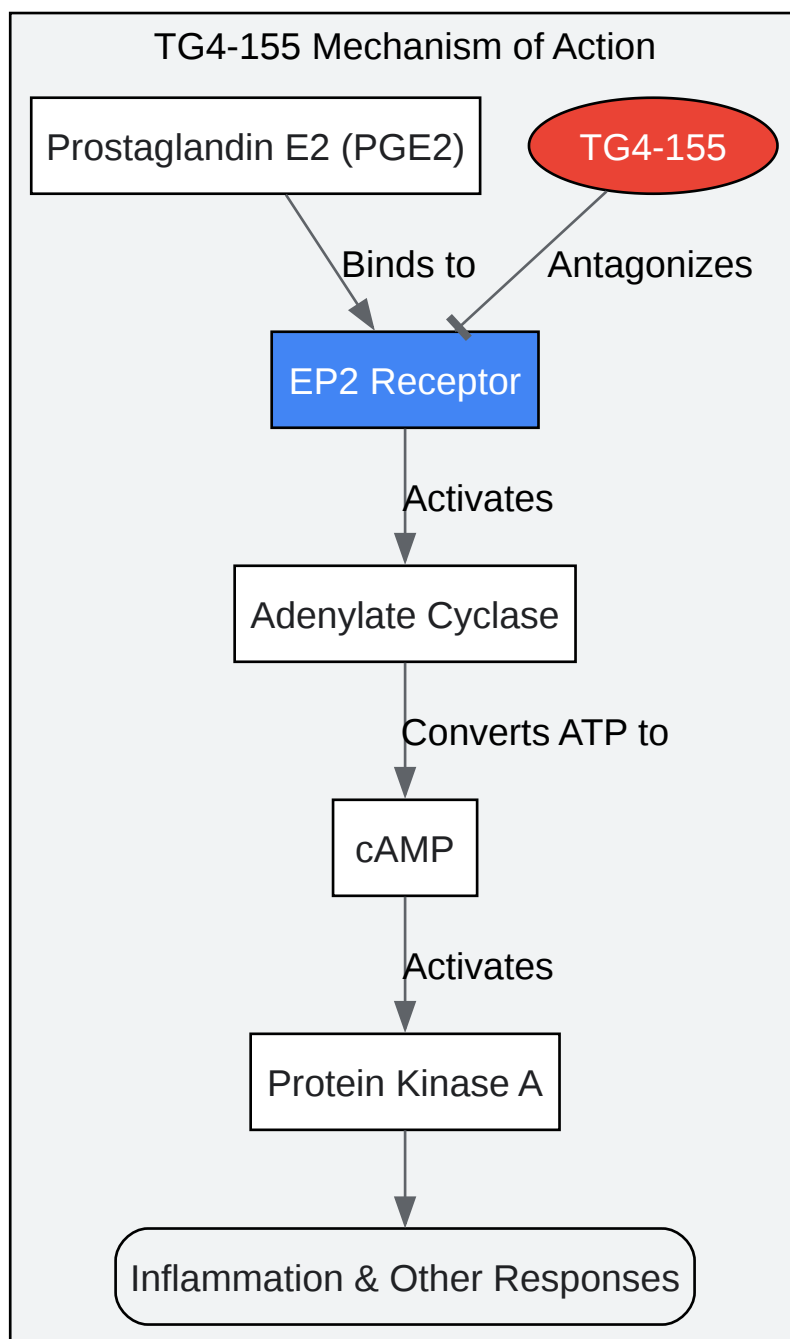 TG4-155 Mechanism of Action
Prostaglandin E2 (PGE2)
TG4-155
Binds to
Antagonizes
EP2 Receptor
Activates
Adenylate Cyclase
Converts ATP to
cAMP
Activates
Protein Kinase A
Inflammation & Other Responses